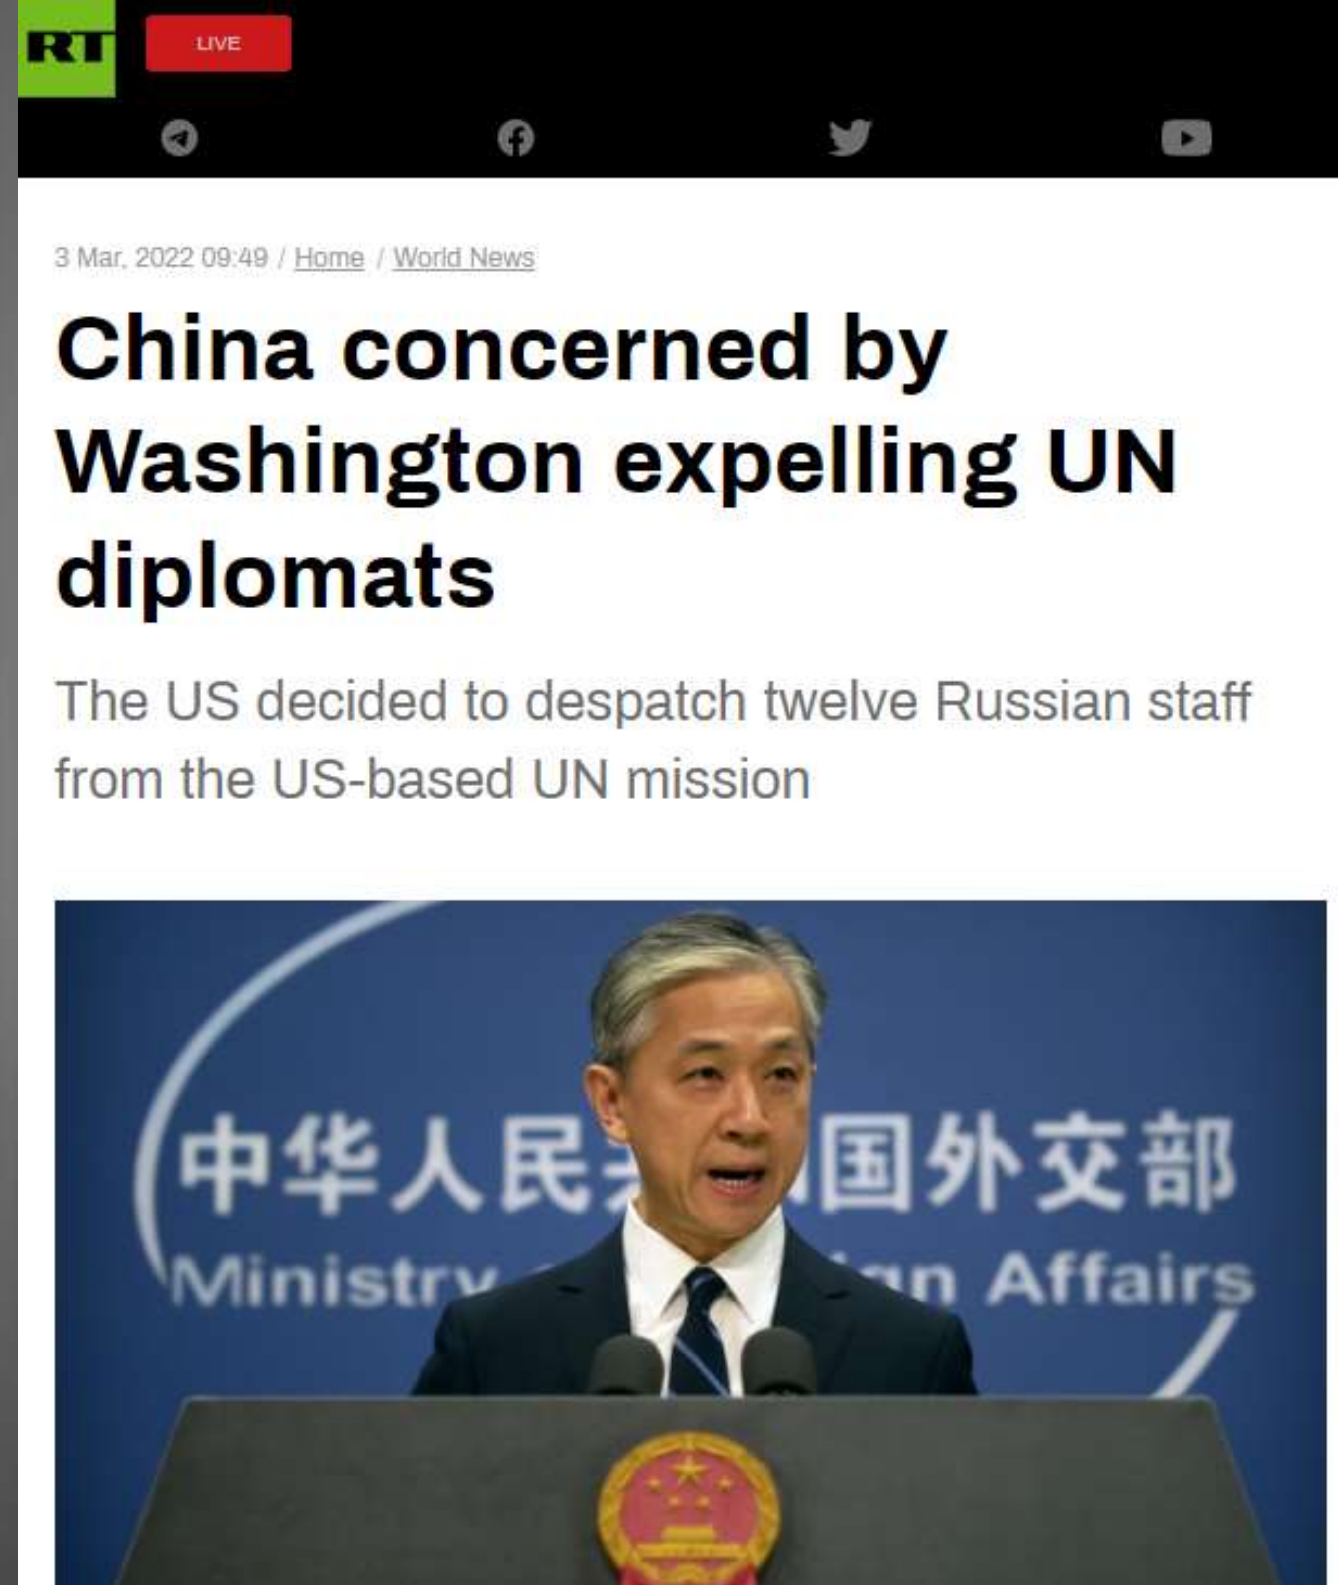 RT
LIVE
3 Mar, 2022 09:49 / Home / World News
China concerned by
Washington expelling UN
diplomats
The US decided to despatch twelve Russian staff
from the US-based UN mission
中华人民 国外交部
Ministry Affairs